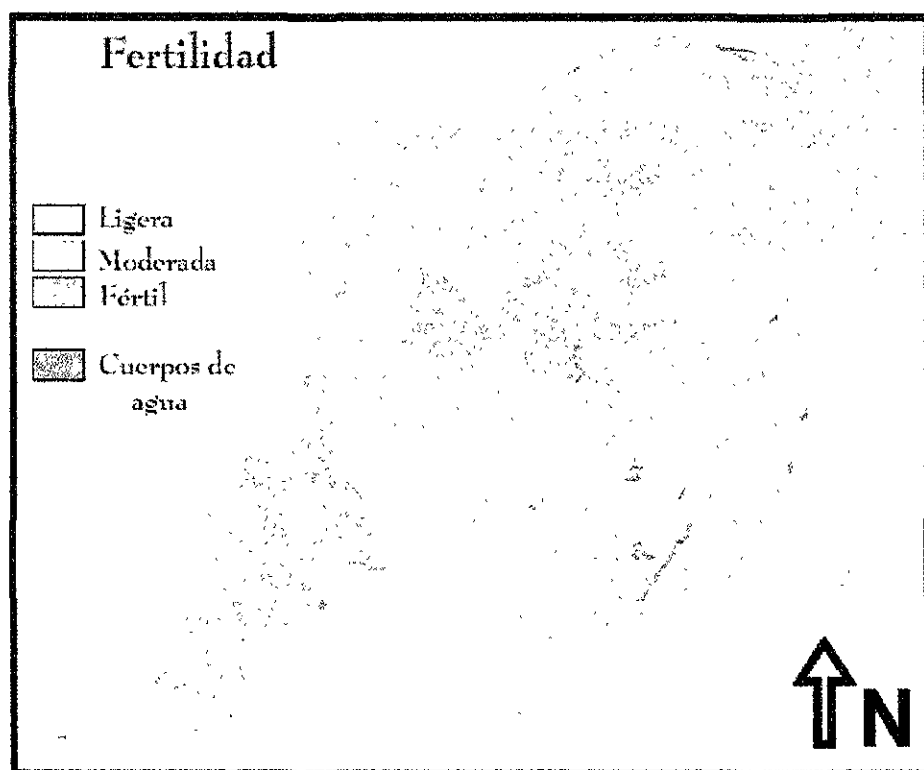 Fertilidad
Ligera
Moderada
Fértil
Cuerpos de
agua
N